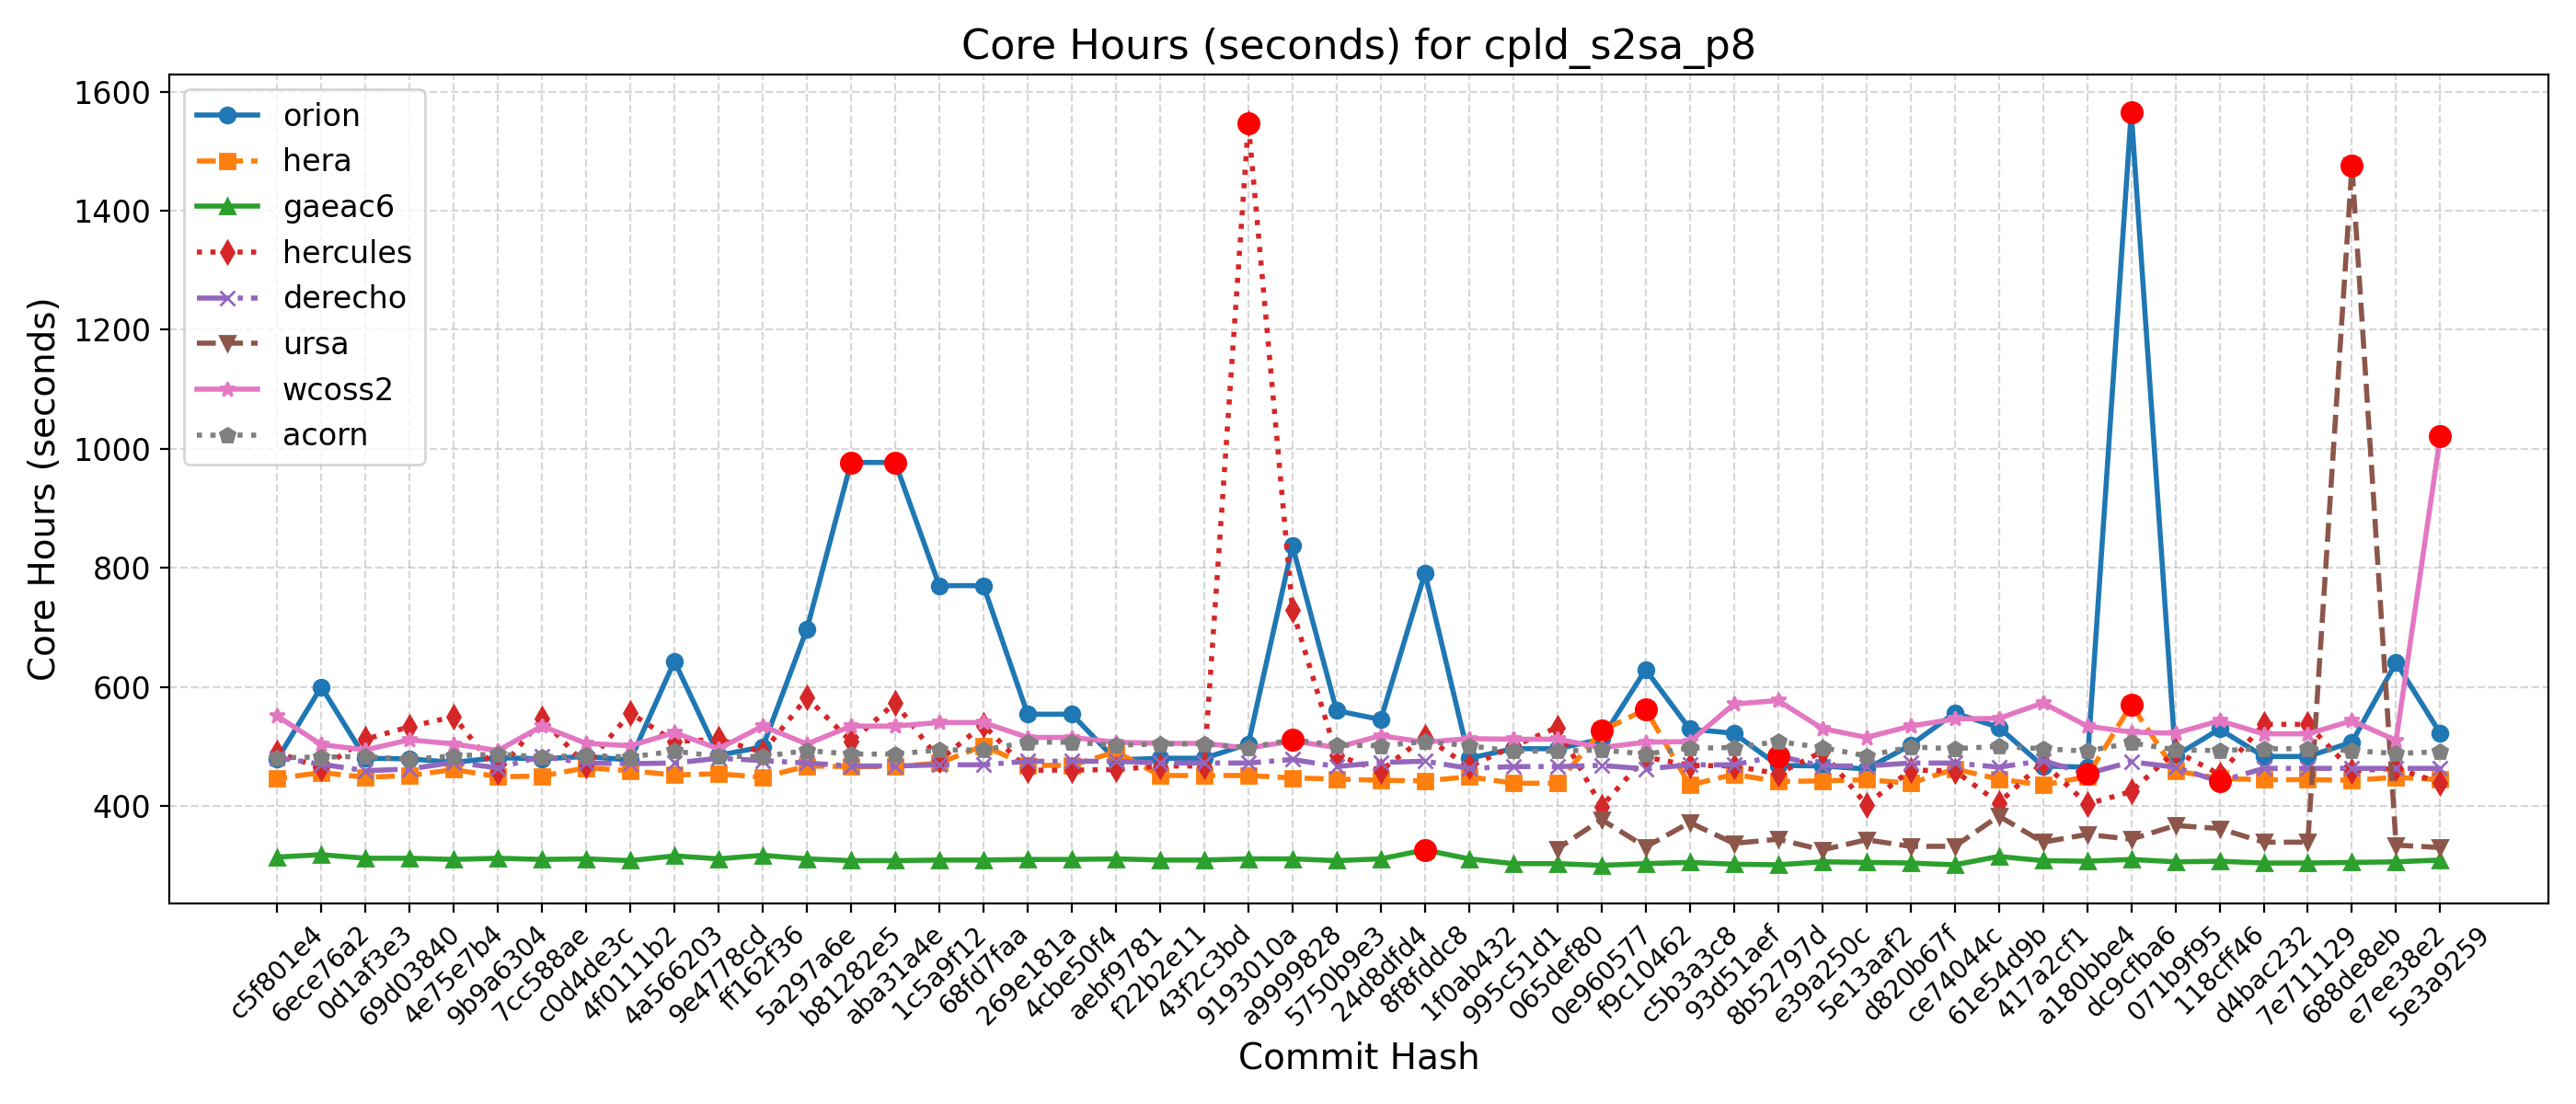 Core Hours (seconds) for cpld_s2sa_p8
Core Hours (seconds)
1600
1400
1200
1000
800
600
400
orion
hera
gaeac6
hercules
derecho
ursa
wcoss2
acorn
c5f801e4
6ece76a2
0d1af3e3
69d03840
4e75e7b4
9b9a6304
7cc588ae
c0d4de3c
4f0111b2
4a566203
9e4778cd
ff162f36
5a297a6e
b81282e5
aba31a4e
1c5a9f12
68fd7faa
269e181a
4cbe50f4
aebf9781
f22b2e11
43f2c3bd
9193010a
a9999828
5750b9e3
24d8dfd4
8f8fddc8
1f0ab432
995c51d1
065def80
0e960577
f9c10462
c5b3a3c8
93d51aef
8b52797d
e39a250c
5e13aaf2
d820b67f
ce74044c
61e54d9b
417a2cf1
a180bbe4
dc9cfba6
071b9f95
118cff46
d4bac232
7e711129
688de8eb
e7ee38e2
5e3a9259
Commit Hash